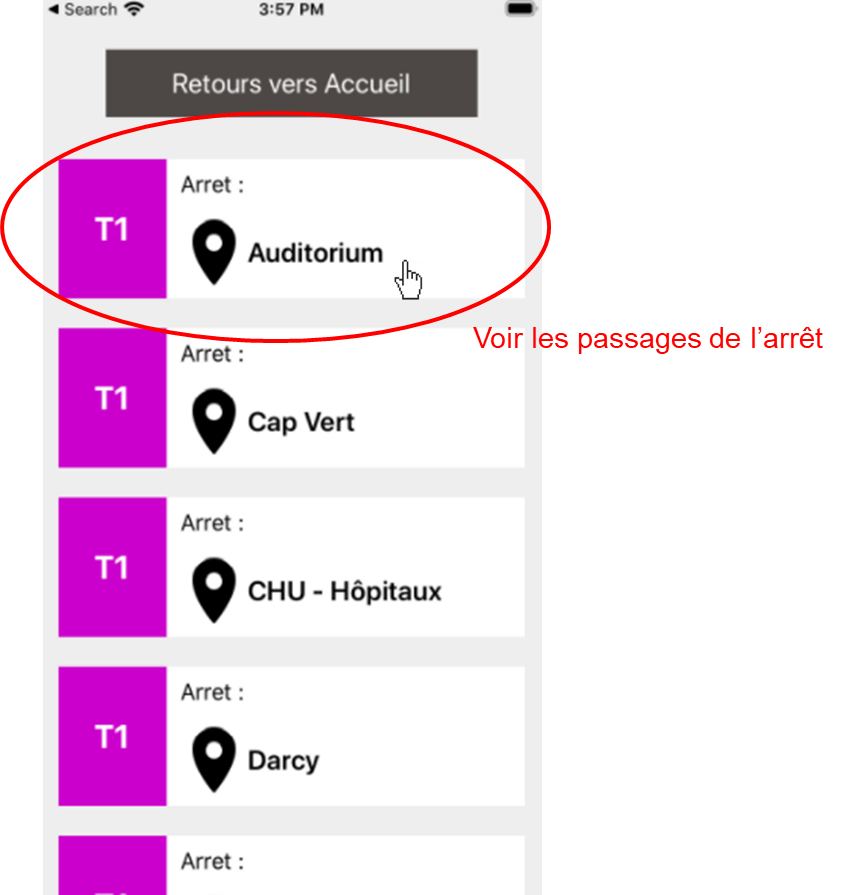 Search
3:57 PM
Retours vers Accueil
T1
Arret :
Auditorium
Voir les passages de l’arrêt
T1
Arret :
Cap Vert
T1
Arret :
CHU - Hôpitaux
T1
Arret :
Darcy
Arret :